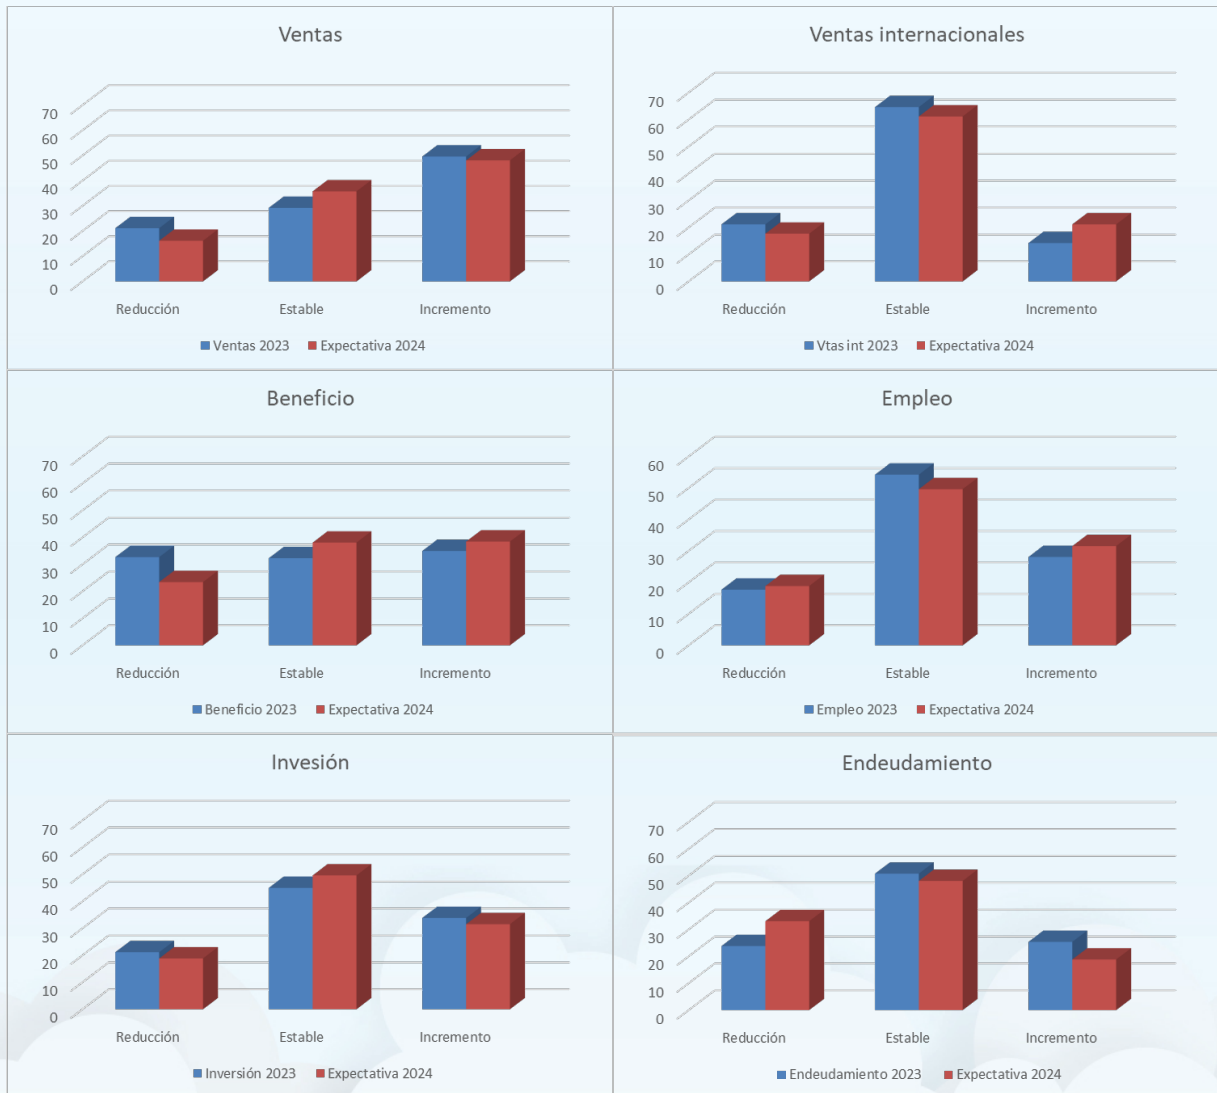 Ventas
70
60
50
40
30
20
10
0
Reducción Estable Incremento
Ventas 2023 Expectativa 2024
Ventas internacionales
70
60
50
40
30
20
10
0
Reducción Estable Incremento
Vtas int 2023 Expectativa 2024
Beneficio
70
60
50
40
30
20
10
0
Reducción Estable Incremento
Beneficio 2023 Expectativa 2024
Empleo
60
50
40
30
20
10
0
Reducción Estable Incremento
Empleo 2023 Expectativa 2024
Invesión
70
60
50
40
30
20
10
0
Reducción Estable Incremento
Inversión 2023 Expectativa 2024
Endeudamiento
70
60
50
40
30
20
10
0
Reducción Estable Incremento
Endeudamiento 2023 Expectativa 2024